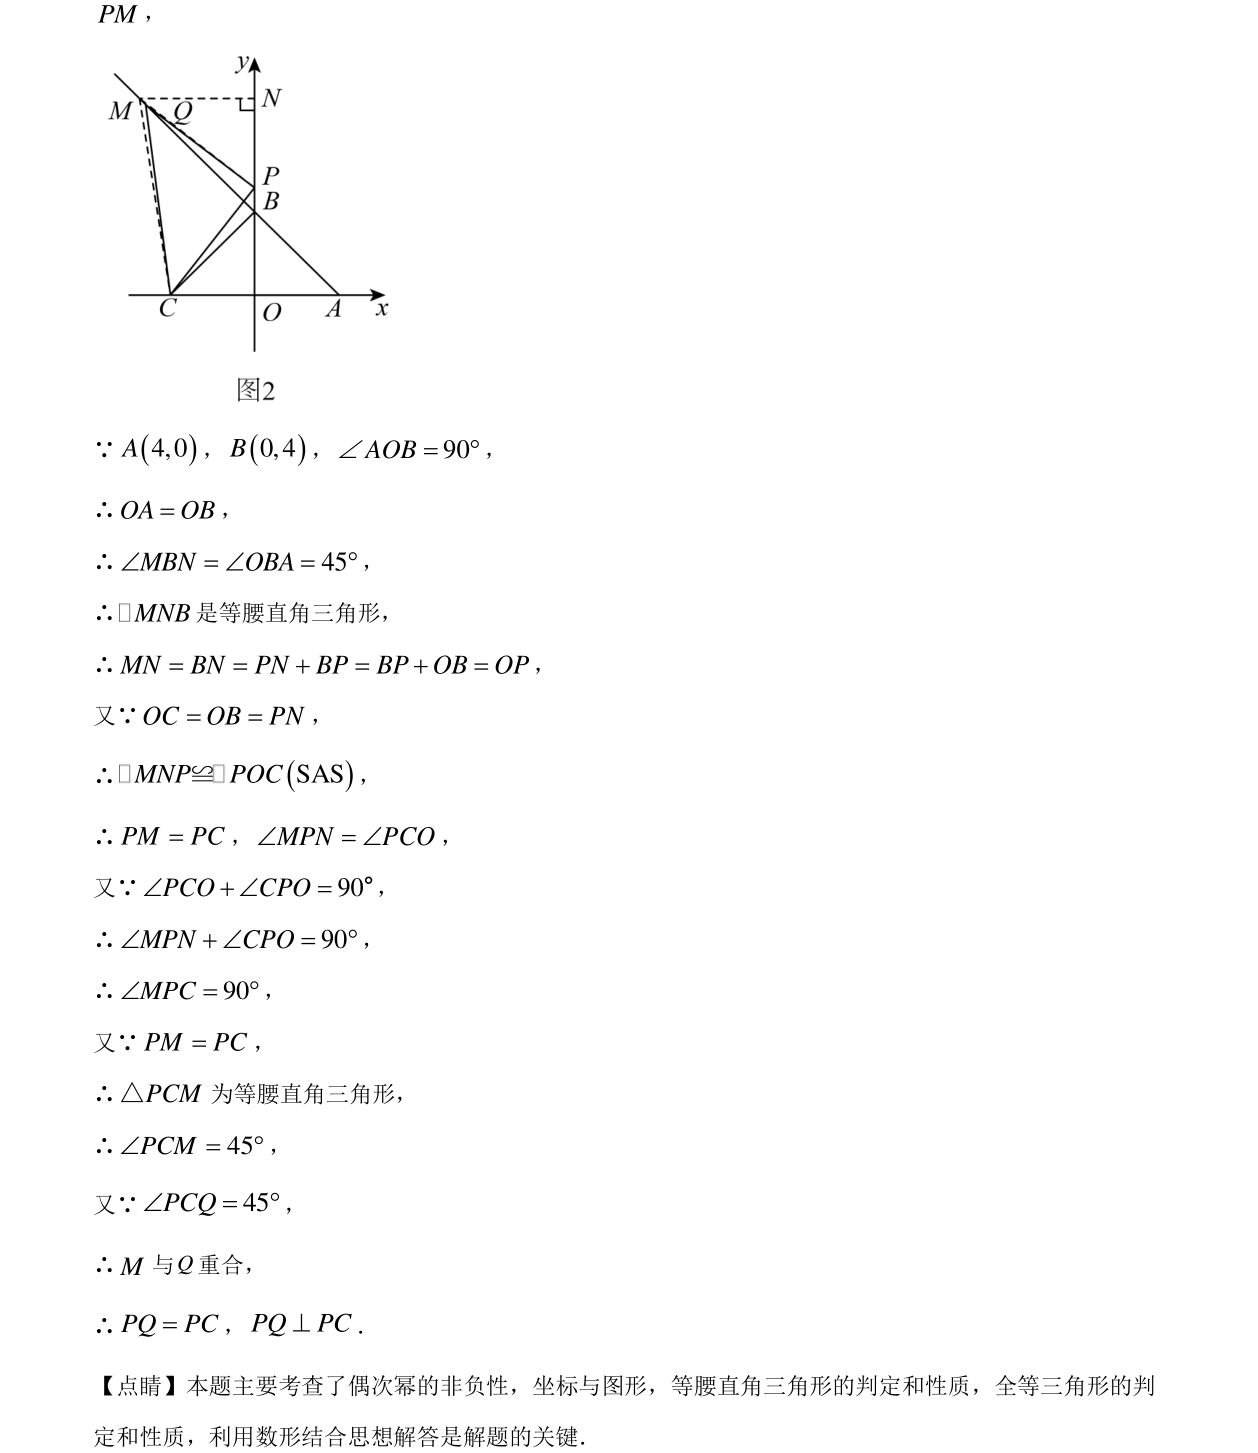 PM，
y
N
M
Q
P
B
C
O
A
x
图2
∵A(4,0)，B(0,4)，∠AOB=90°，
∴OA=OB，
∴∠MBN=∠OBA=45°，
∴□MNB是等腰直角三角形，
∴MN=BN=PN+BP=BP+OB=OP，
又∵OC=OB=PN，
∴□MNP≌□POC(SAS)，
∴PM=PC，∠MPN=∠PCO，
又∵∠PCO+∠CPO=90°，
∴∠MPN+∠CPO=90°，
∴∠MPC=90°，
又∵PM=PC，
∴△PCM 为等腰直角三角形，
∴∠PCM=45°，
又∵∠PCQ=45°，
∴M 与Q重合，
∴PQ=PC，PQ⊥PC．
【点睛】本题主要考查了偶次幂的非负性，坐标与图形，等腰直角三角形的判定和性质，全等三角形的判
定和性质，利用数形结合思想解答是解题的关键．